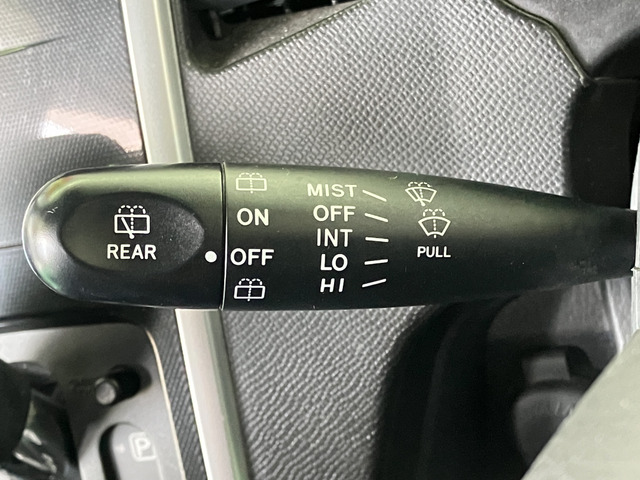 REAR
ON
OFF
MIST
OFF
INT
LO
HI
PULL
P